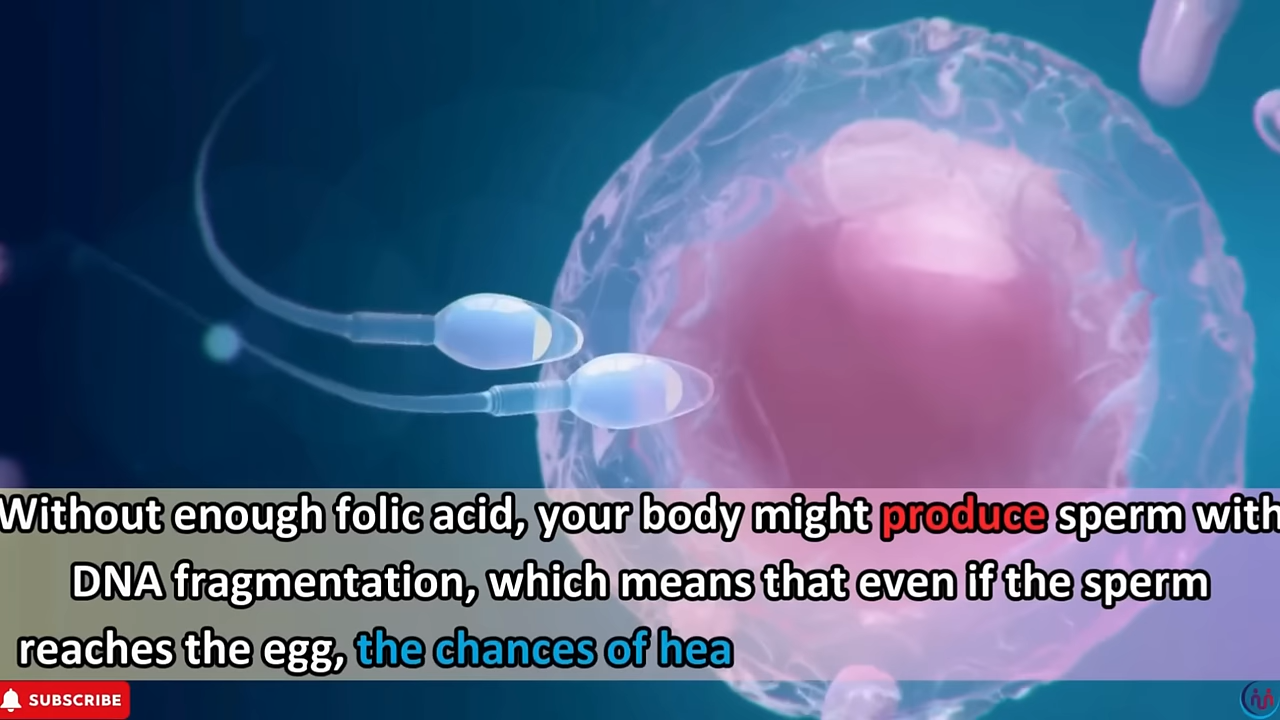 Without enough folic acid, your body might produce sperm with
DNA fragmentation, which means that even if the sperm
reaches the egg, the chances of hea
SUBSCRIBE